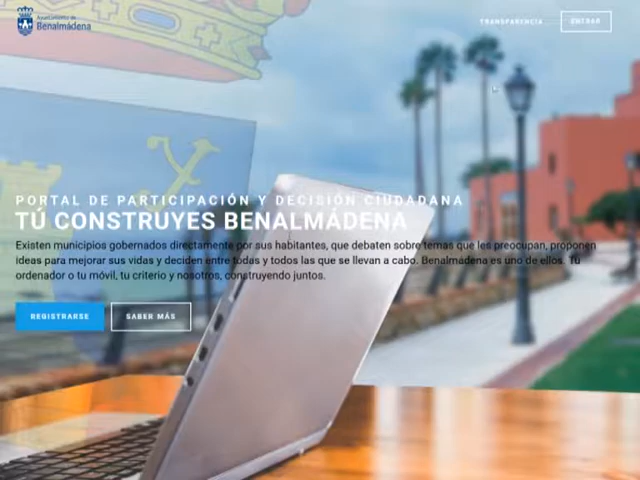 Ayuntamiento de
Benalmádena
TRANSPARENCIA
ENTRAR
PORTAL DE PARTICIPACIÓN Y DECISIÓN CIUDADANA
TÚ CONSTRUYES BENALMÁDENA
Existen municipios gobernados directamente por sus habitantes, que debaten sobre temas que les preocupan, proponen
ideas para mejorar sus vidas y deciden entre todas y todos las que se llevan a cabo. Benalmádena es uno de ellos. Tu
ordenador o tu móvil, tu criterio y nosotros, construyendo juntos.
REGISTRARSE
SABER MÁS